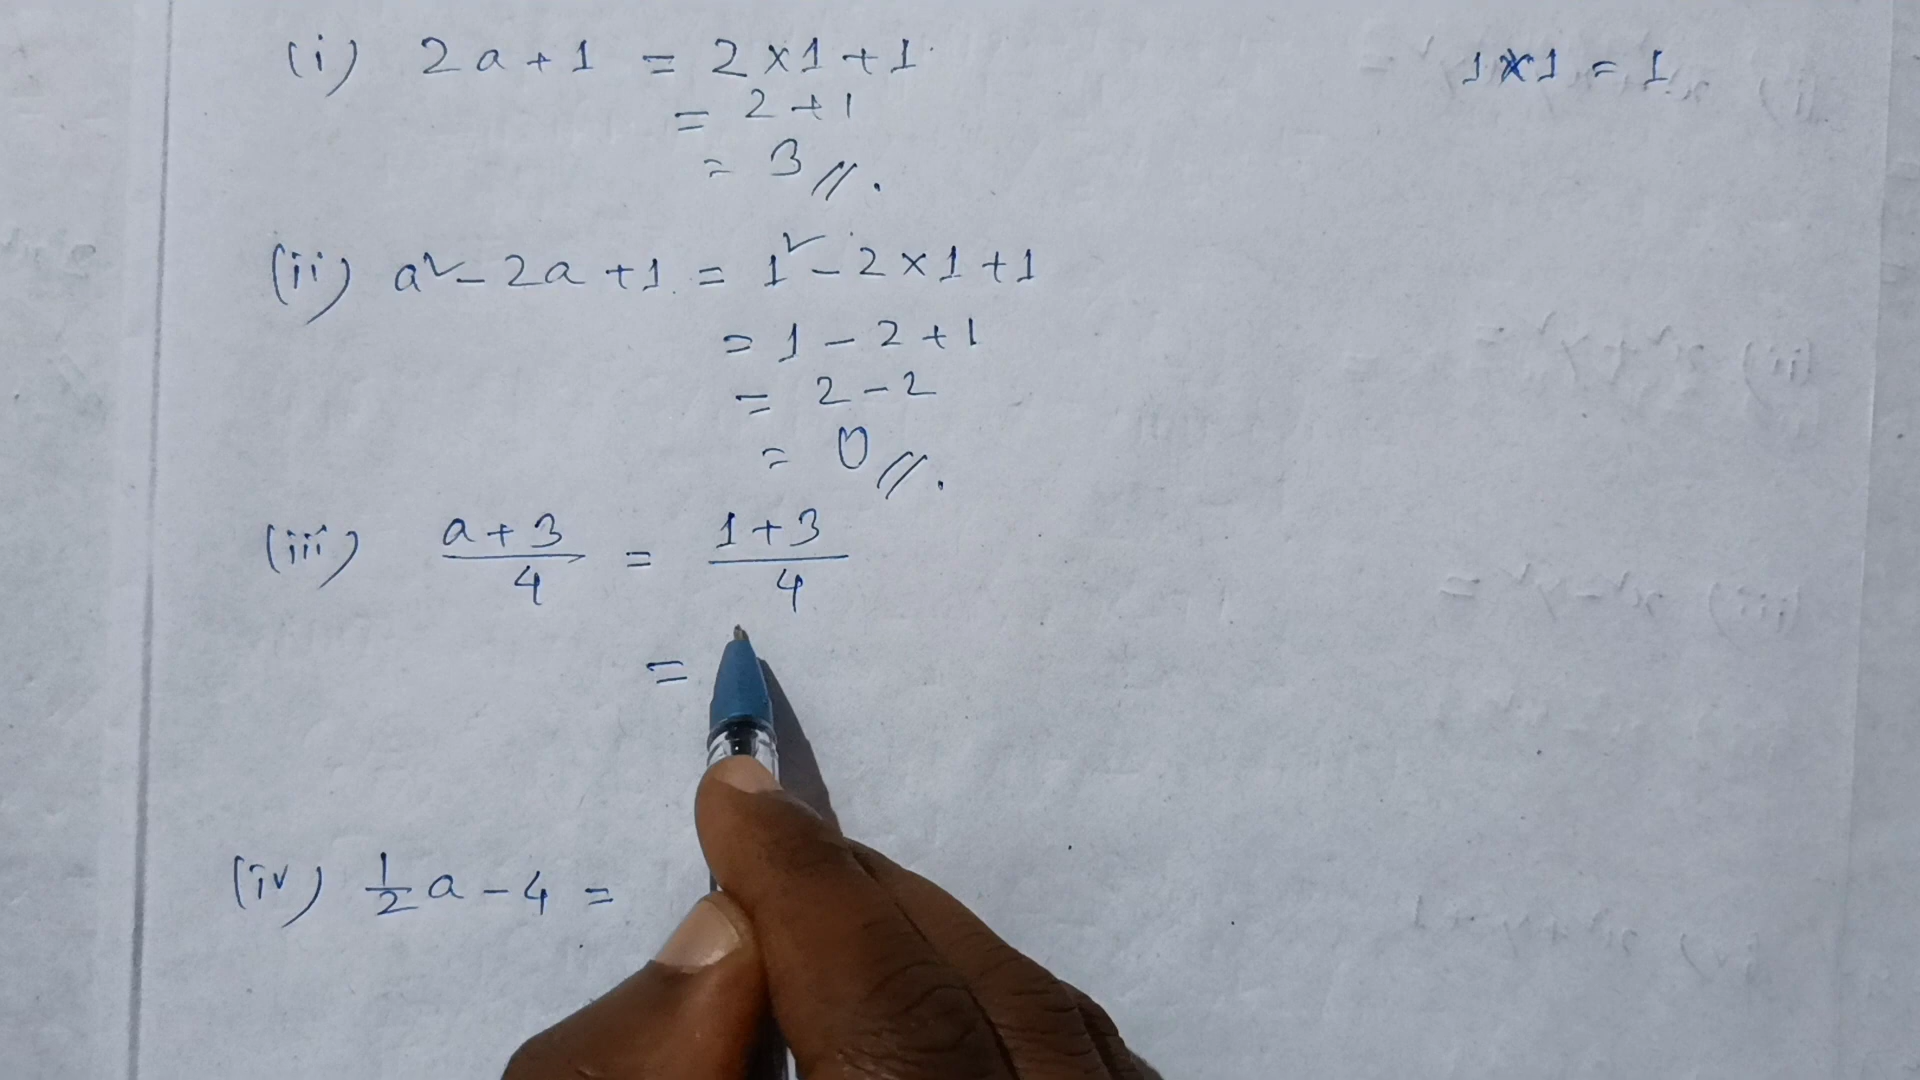 (i) 2a+1 = 2×1+1
1×1 = 1
= 2+1
= 3 //.
(ii) a² - 2a + 1 = 1² - 2×1+1
= 1 - 2 + 1
= 2 - 2
= 0 //.
(iii) a+3/4 = 1+3/4
=
(iv) 1/2 a - 4 =